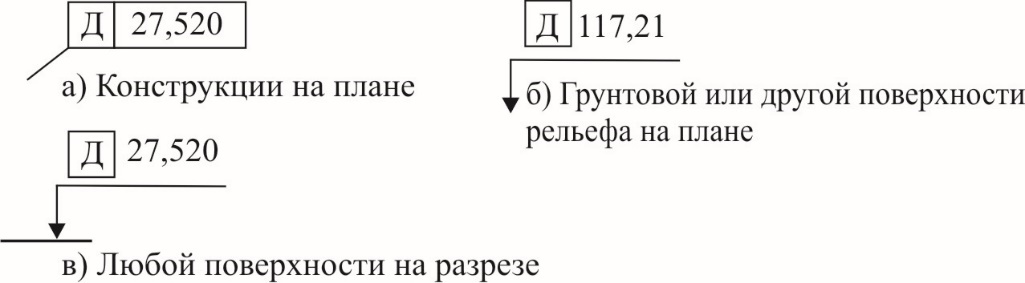 Д 27,520
а) Конструкции на плане
Д 117,21
б) Грунтовой или другой поверхности
рельефа на плане
Д 27,520
в) Любой поверхности на разрезе